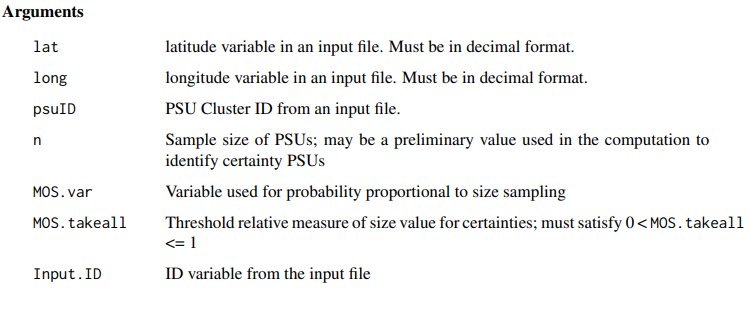 Arguments
lat latitude variable in an input file. Must be in decimal format.
long longitude variable in an input file. Must be in decimal format.
psuID PSU Cluster ID from an input file.
n Sample size of PSUs; may be a preliminary value used in the computation to
identify certainty PSUs
MOS.var Variable used for probability proportional to size sampling
MOS.takeall Threshold relative measure of size value for certainties; must satisfy 0 < MOS.takeall
<= 1
Input.ID ID variable from the input file